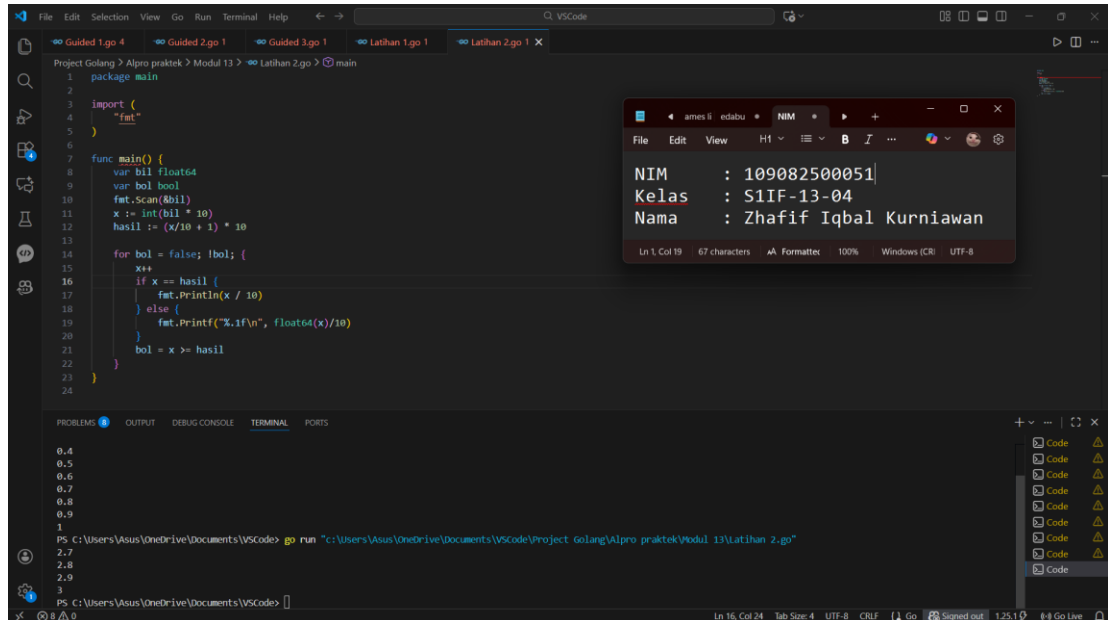 File Edit Selection View Go Run Terminal Help
VSCode
Guided 1.go 4 Guided 2.go 1 Guided 3.go 1 Latihan 1.go 1 Latihan 2.go 1
Project Golang > Alpro praktek > Modul 13 > Latihan 2.go > main
1 package main
2
3 import (
4 "fmt"
5 )
6
7 func main() {
8 var bil float64
9 var bol bool
10 fmt.Scan(&bil)
11 x := int(bil * 10)
12 hasil := (x/10 + 1) * 10
13
14 for bol = false; !bol; {
15 x++
16 if x == hasil {
17 fmt.Println(x / 10)
18 } else {
19 fmt.Printf("%.1f\n", float64(x)/10)
20 }
21 bol = x >= hasil
22 }
23 }
24
ames li edabu NIM
File Edit View H1 B I ...
NIM : 109082500051
Kelas : S1IF-13-04
Nama : Zhafif Iqbal Kurniawan
Ln 1, Col 19 67 characters Formatted 100% Windows (CRl UTF-8
PROBLEMS 8 OUTPUT DEBUG CONSOLE TERMINAL PORTS
0.4
0.5
0.6
0.7
0.8
0.9
1
PS C:\Users\Asus\OneDrive\Documents\VSCode> go run "c:\Users\Asus\OneDrive\Documents\VSCode\Project Golang\Alpro praktek\Modul 13\Latihan 2.go"
2.7
2.8
2.9
3
PS C:\Users\Asus\OneDrive\Documents\VSCode>
Code
Code
Code
Code
Code
Code
Code
Code
Code
8 0 Ln 16, Col 24 Tab Size: 4 UTF-8 CRLF Go Signed out 1.25.1 Go Live